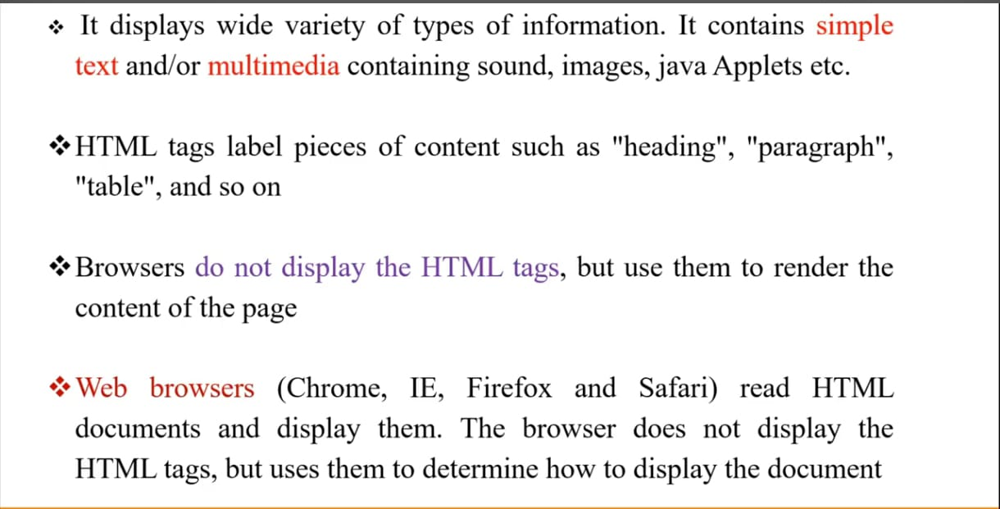 ❖ It displays wide variety of types of information. It contains simple
text and/or multimedia containing sound, images, java Applets etc.
❖HTML tags label pieces of content such as "heading", "paragraph",
"table", and so on
❖Browsers do not display the HTML tags, but use them to render the
content of the page
❖Web browsers (Chrome, IE, Firefox and Safari) read HTML
documents and display them. The browser does not display the
HTML tags, but uses them to determine how to display the document